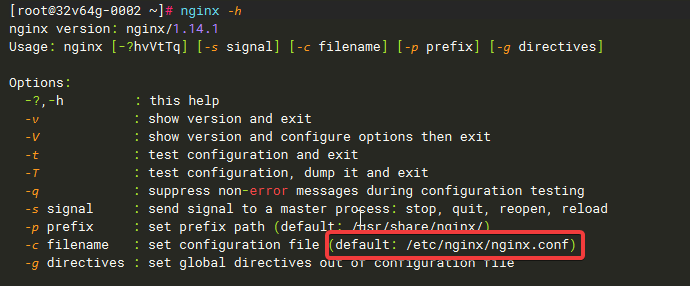 [root@32v64g-0002 ~]# nginx -h
nginx version: nginx/1.14.1
Usage: nginx [-?hvVtTq] [-s signal] [-c filename] [-p prefix] [-g directives]
Options:
-?,-h : this help
-v : show version and exit
-V : show version and configure options then exit
-t : test configuration and exit
-T : test configuration, dump it and exit
-q : suppress non-error messages during configuration testing
-s signal : send signal to a master process: stop, quit, reopen, reload
-p prefix : set prefix path (default: /usr/share/nginx/)
-c filename : set configuration file (default: /etc/nginx/nginx.conf)
-g directives : set global directives out of configuration file